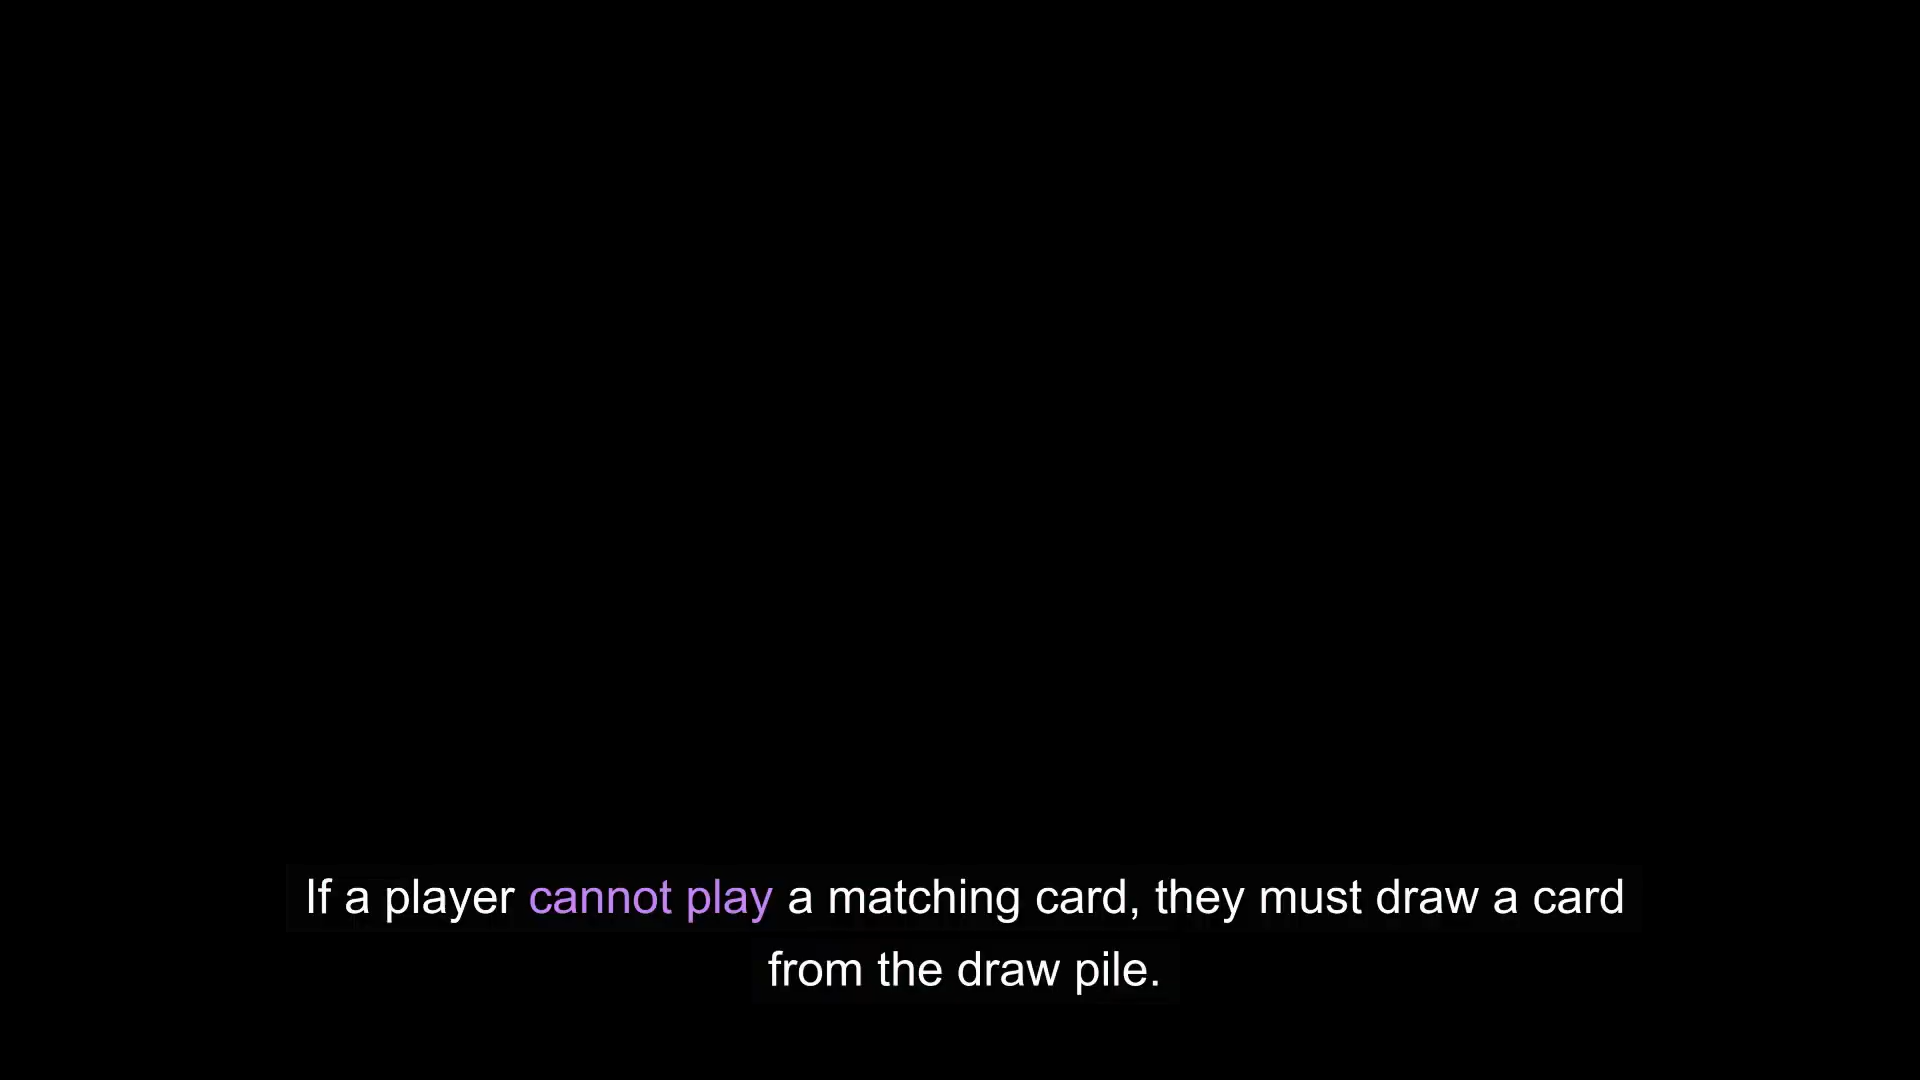 If a player cannot play a matching card, they must draw a card
from the draw pile.